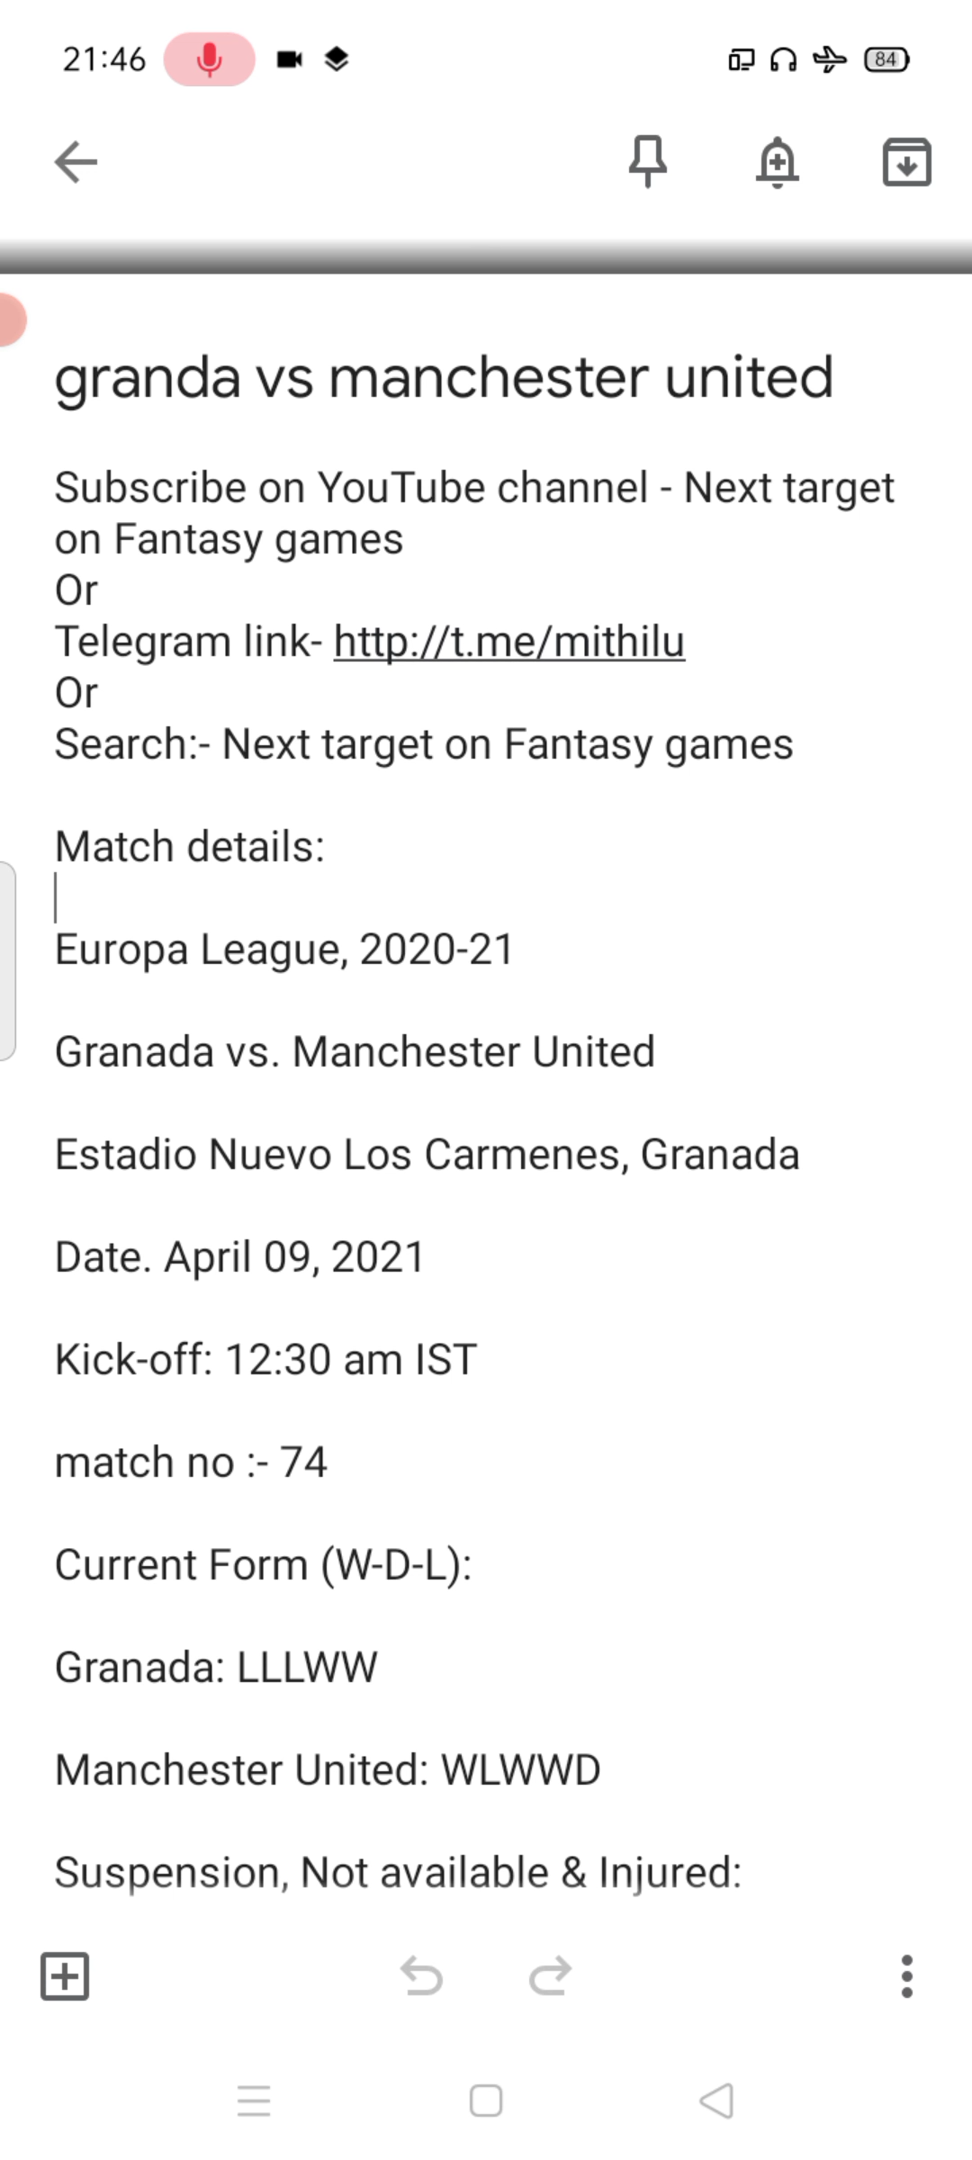 21:46
84
granda vs manchester united
Subscribe on YouTube channel - Next target
on Fantasy games
Or
Telegram link- http://t.me/mithilu
Or
Search:- Next target on Fantasy games
Match details:
Europa League, 2020-21
Granada vs. Manchester United
Estadio Nuevo Los Carmenes, Granada
Date. April 09, 2021
Kick-off: 12:30 am IST
match no :- 74
Current Form (W-D-L):
Granada: LLLWW
Manchester United: WLWWD
Suspension, Not available & Injured: